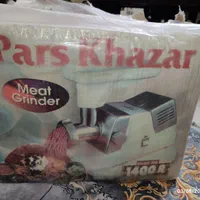 Pars Khazar
Meat
Grinder
1400A